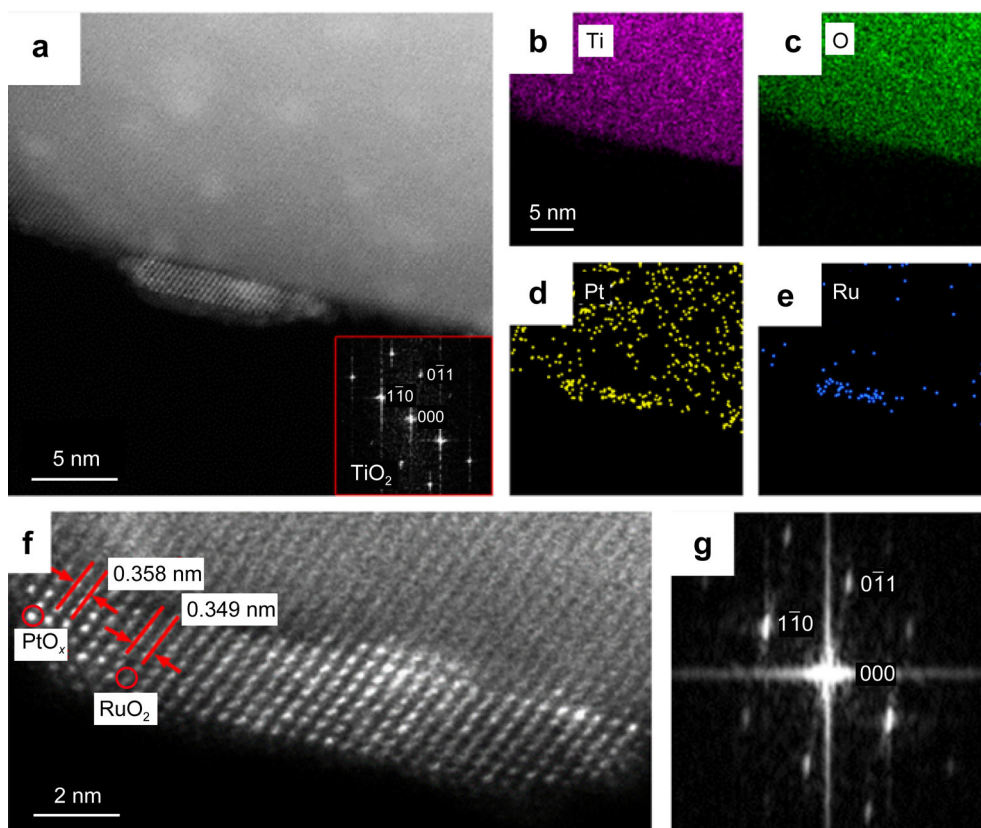 a
5 nm
01̄1
11̄0
000
TiO₂
b
Ti
5 nm
c
O
d
Pt
e
Ru
f
0.358 nm
0.349 nm
PtOₓ
RuO₂
2 nm
g
01̄1
11̄0
000